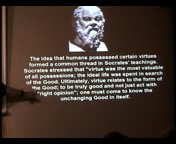 The idea that humans possessed certain virtues
formed a common thread in Socrates' teachings.
Socrates stressed that "virtue was the most valuable
of all possessions; the ideal life was spent in search of
the Good. Ultimately, virtue relates to the form of
the Good; to be truly good and not just act with
"right opinion"; one must come to know the
unchanging Good in itself.